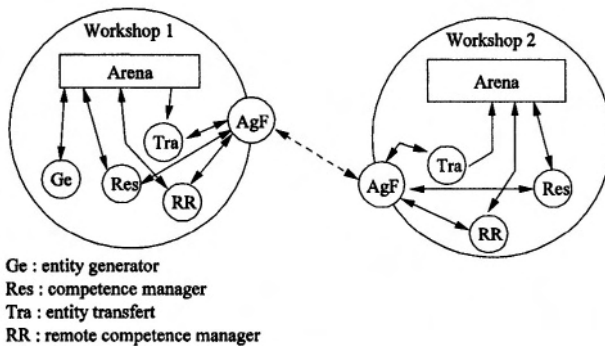 Workshop 1
Workshop 2
Arena
Arena
Tra
AgF
Ge
Res
RR
Tra
AgF
Res
RR
Ge : entity generator
Res : competence manager
Tra : entity transfert
RR : remote competence manager